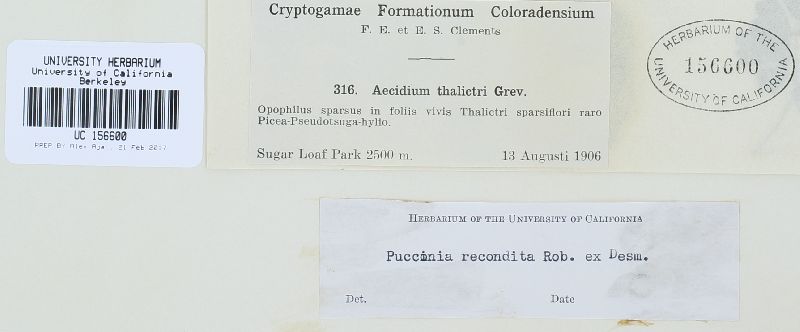 Cryptogamae Formationum Coloradensium
F. E. et E. S. Clements
316. Aecidium thalictri Grev.
Opophilus sparsus in foliis vivis Thalictri sparsiflori raro
Picea-Pseudotsuga-hylio.
Sugar Loaf Park 2500 m. 13 Augusti 1906
HERBARIUM OF THE
156600
UNIVERSITY OF CALIFORNIA
UNIVERSITY HERBARIUM
University of California
Berkeley
UC 156600
PREP BY 21 Feb 2017
HERBARIUM OF THE UNIVERSITY OF CALIFORNIA
Puccinia recondita Rob. ex Desm.
Det. Date